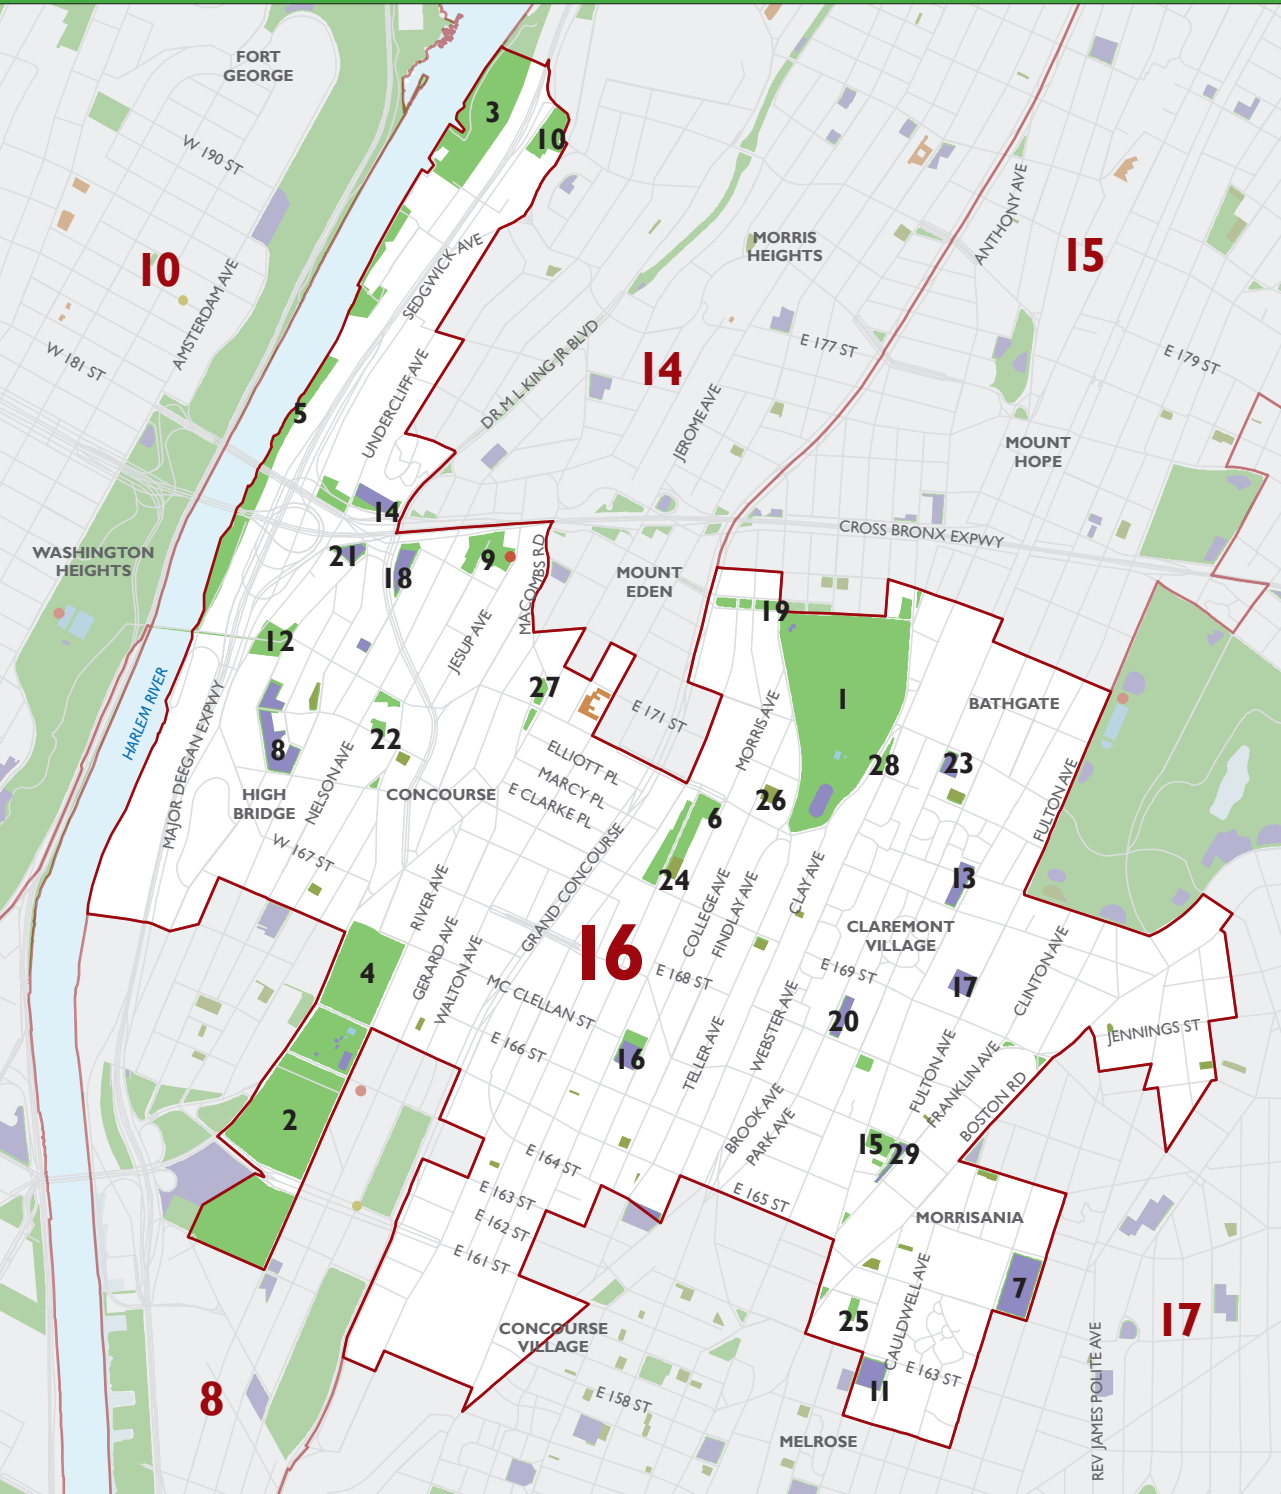 FORT
GEORGE
3
10
W 190 ST
ANTHONY AVE
MORRIS
HEIGHTS
15
10
SEDGWICK AVE
AMSTERDAM AVE
W 181 ST
E 177 ST
E 179 ST
DR M L KING JR BLVD
14
UNDERCLIFF AVE
JEROME AVE
5
MOUNT
HOPE
14
CROSS BRONX EXPWY
WASHINGTON
HEIGHTS
21
18
9
MACOMBS RD
MOUNT
EDEN
19
12
JESUP AVE
HARLEM RIVER
MAJOR DEEGAN EXPWY
27
E 171 ST
1
BATHGATE
MORRIS AVE
8
22
NELSON AVE
ELLIOTT PL
MARCY PL
E CLARKE PL
28
23
26
FULTON AVE
HIGH
BRIDGE
CONCOURSE
6
W 167 ST
GRAND CONCOURSE
24
RIVER AVE
COLLEGE AVE
FINDLAY AVE
CLAY AVE
13
CLAREMONT
VILLAGE
16
GERARD AVE
WALTON AVE
4
E 168 ST
E 169 ST
17
CLINTON AVE
MC CLELLAN ST
WEBSTER AVE
20
JENNINGS ST
E 166 ST
16
TELLER AVE
FULTON AVE
FRANKLIN AVE
BOSTON RD
2
BROOK AVE
PARK AVE
15
29
E 164 ST
E 163 ST
E 165 ST
MORRISANIA
E 162 ST
E 161 ST
CAULDWELL AVE
7
25
17
CONCOURSE
VILLAGE
REV JAMES POLITE AVE
E 163 ST
11
8
E 158 ST
MELROSE